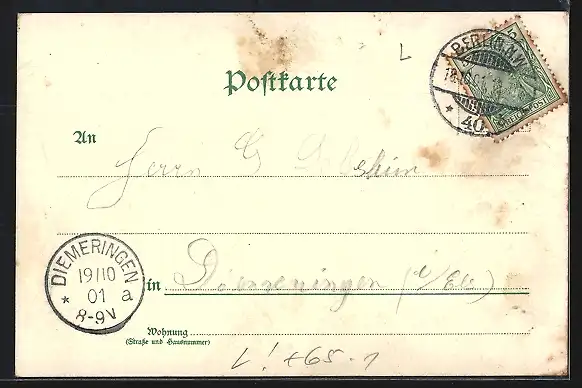 L
BERLIN N.W.
40
Postkarte
An
Herrn G
DIEMERINGEN
19/10
01 a
8-9V
in Diemeringen (i/Els)
Wohnung
(Straße und Hausnummer)
L! +65.-1